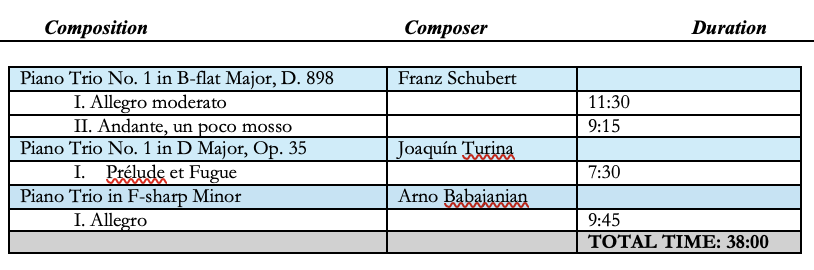 Composition Composer Duration
Piano Trio No. 1 in B-flat Major, D. 898 Franz Schubert
I. Allegro moderato 11:30
II. Andante, un poco mosso 9:15
Piano Trio No. 1 in D Major, Op. 35 Joaquín Turina
I. Prélude et Fugue 7:30
Piano Trio in F-sharp Minor Arno Babajanian
I. Allegro 9:45
TOTAL TIME: 38:00